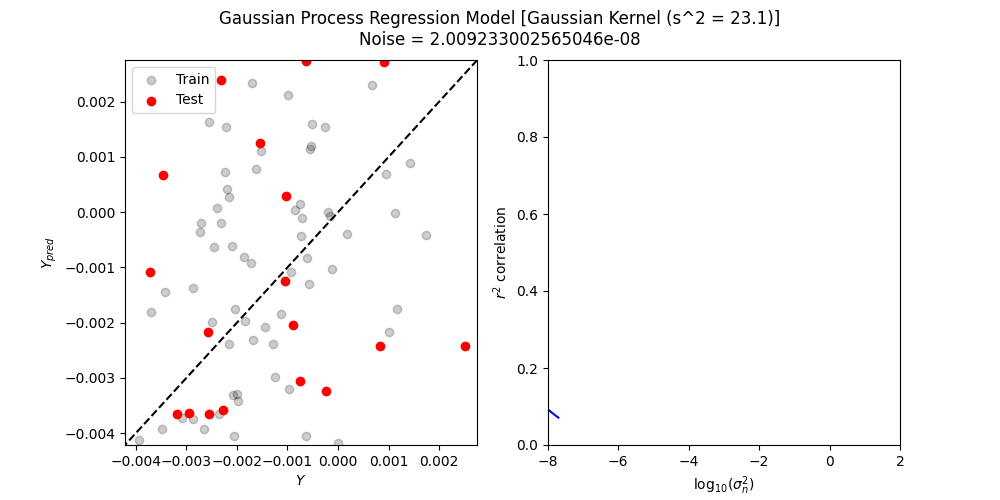 Gaussian Process Regression Model [Gaussian Kernel (s^2 = 23.1)]
Noise = 2.009233002565046e-08
Train
Test
0.002
0.001
0.000
−0.001
−0.002
−0.003
−0.004
Y_pred
−0.004 −0.003 −0.002 −0.001 0.000 0.001 0.002
Y
1.0
0.8
0.6
0.4
0.2
0.0
r² correlation
−8 −6 −4 −2 0 2
log₁₀(σₙ²)